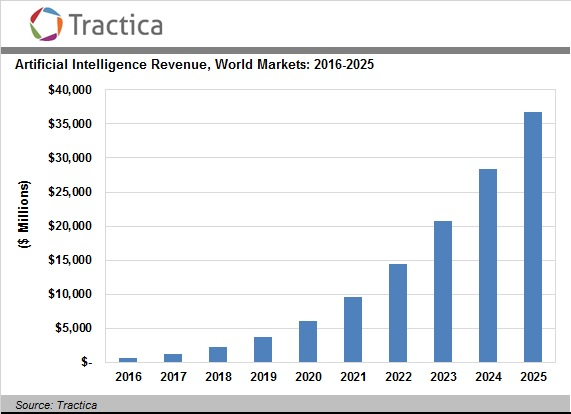 Tractica
Artificial Intelligence Revenue, World Markets: 2016-2025
$40,000
$35,000
$30,000
$25,000
$20,000
$15,000
$10,000
$5,000
$-
($ Millions)
2016 2017 2018 2019 2020 2021 2022 2023 2024 2025
Source: Tractica